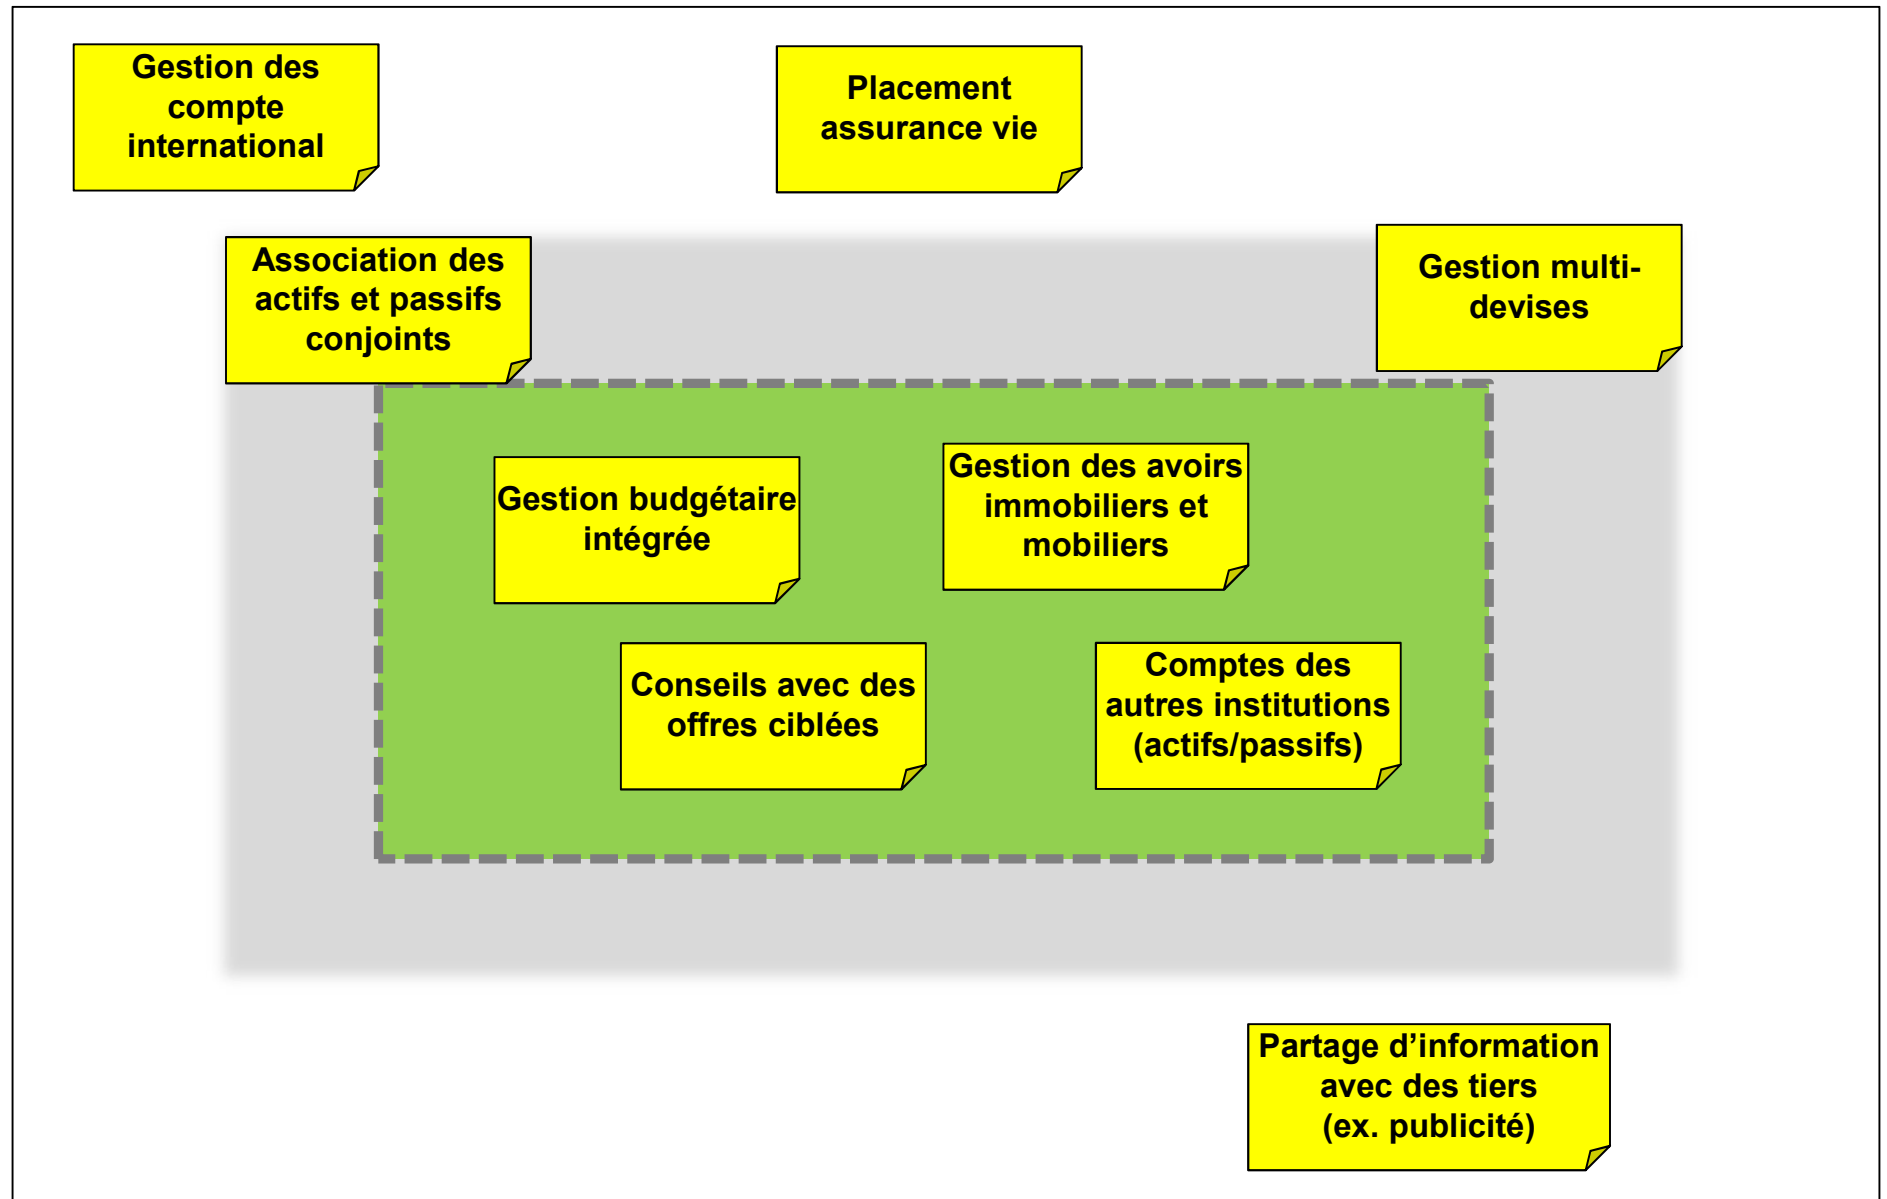 Gestion des
compte
international
Placement
assurance vie
Association des
actifs et passifs
conjoints
Gestion multi-
devises
Gestion budgétaire
intégrée
Gestion des avoirs
immobiliers et
mobiliers
Conseils avec des
offres ciblées
Comptes des
autres institutions
(actifs/passifs)
Partage d’information
avec des tiers
(ex. publicité)